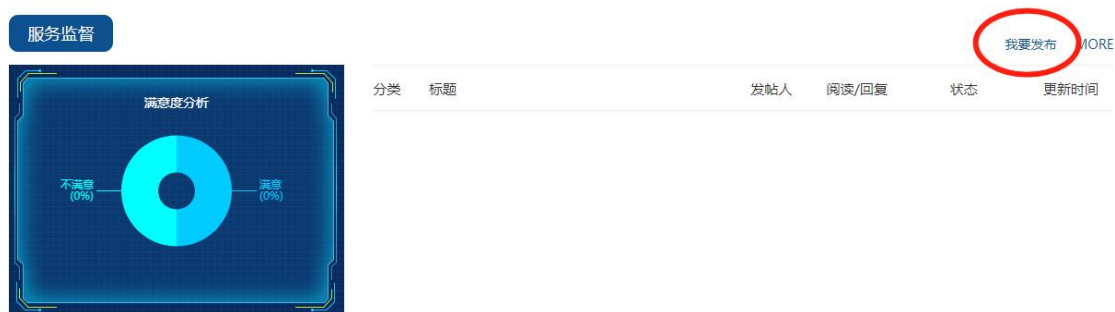 服务监督
我要发布 MORE
分类 标题 发帖人 阅读/回复 状态 更新时间
满意度分析
不满意
(0%)
满意
(0%)